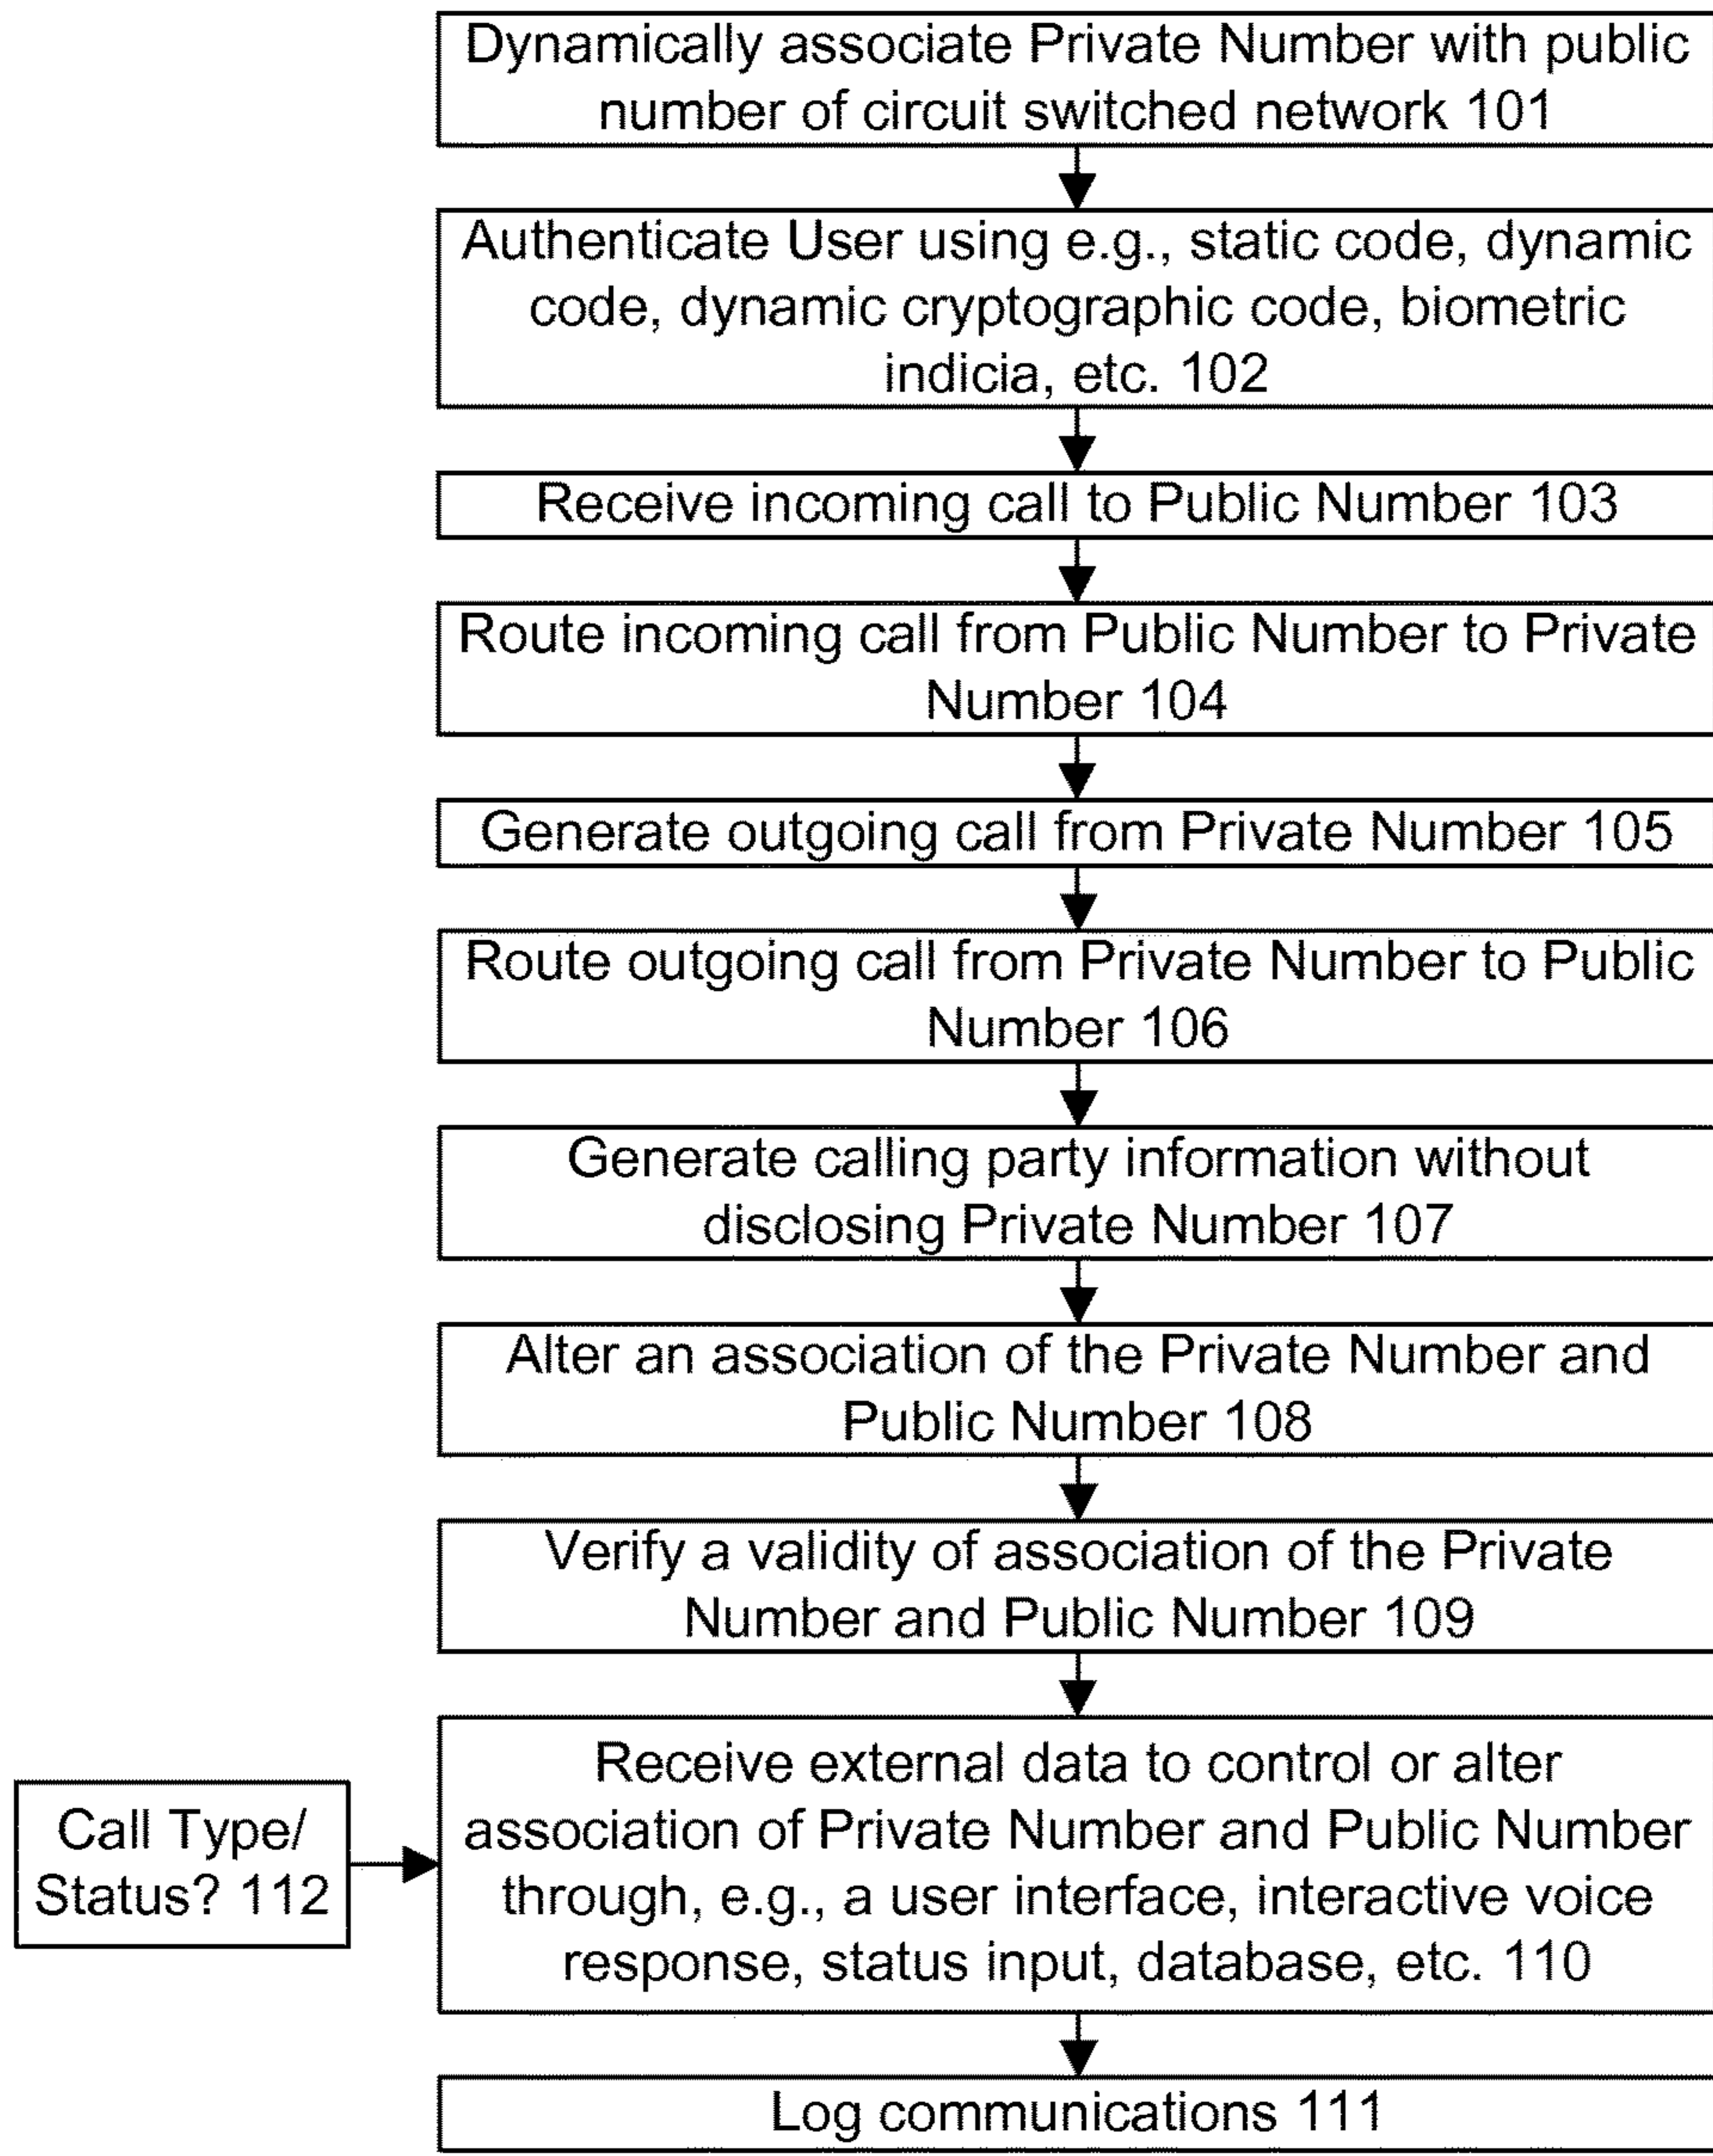 Dynamically associate Private Number with public
number of circuit switched network 101
Authenticate User using e.g., static code, dynamic
code, dynamic cryptographic code, biometric
indicia, etc. 102
Receive incoming call to Public Number 103
Route incoming call from Public Number to Private
Number 104
Generate outgoing call from Private Number 105
Route outgoing call from Private Number to Public
Number 106
Generate calling party information without
disclosing Private Number 107
Alter an association of the Private Number and
Public Number 108
Verify a validity of association of the Private
Number and Public Number 109
Call Type/
Status? 112
Receive external data to control or alter
association of Private Number and Public Number
through, e.g., a user interface, interactive voice
response, status input, database, etc. 110
Log communications 111